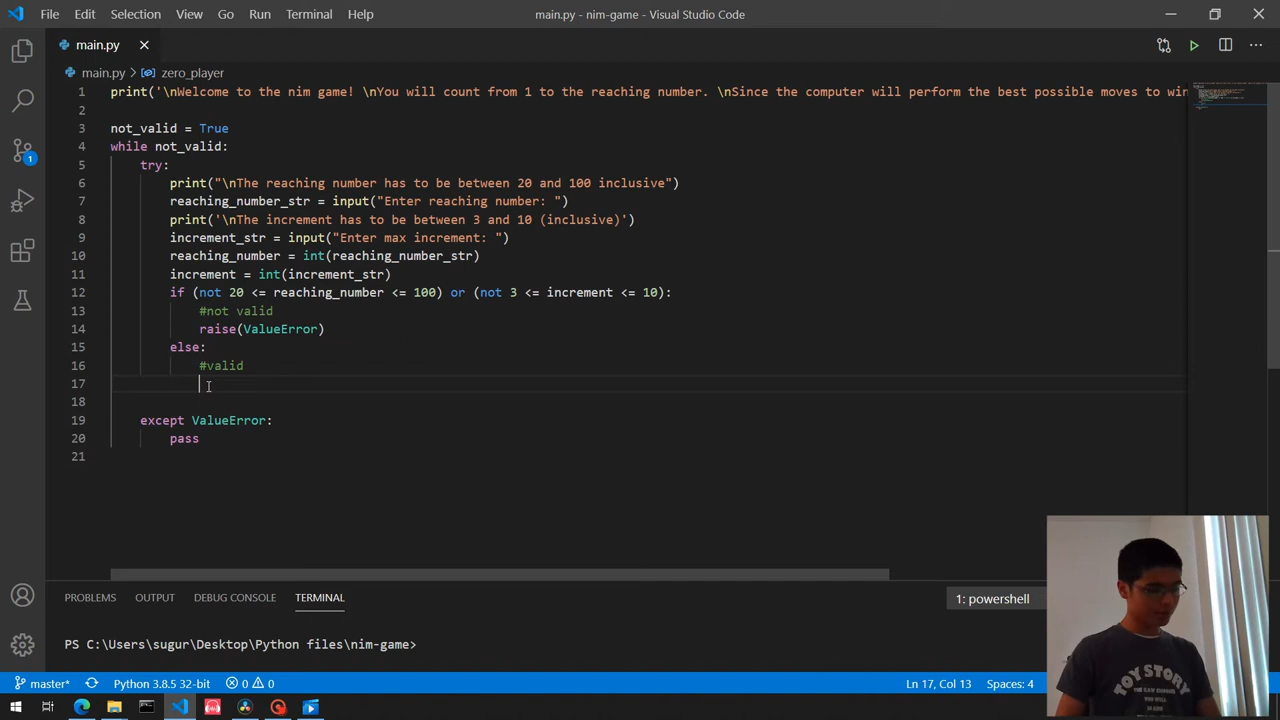 File Edit Selection View Go Run Terminal Help main.py - nim-game - Visual Studio Code
main.py
main.py > zero_player
1 print('\nWelcome to the nim game! \nYou will count from 1 to the reaching number. \nSince the computer will perform the best possible moves to win
2
3 not_valid = True
4 while not_valid:
5 try:
6 print("\nThe reaching number has to be between 20 and 100 inclusive")
7 reaching_number_str = input("Enter reaching number: ")
8 print('\nThe increment has to be between 3 and 10 (inclusive)')
9 increment_str = input("Enter max increment: ")
10 reaching_number = int(reaching_number_str)
11 increment = int(increment_str)
12 if (not 20 <= reaching_number <= 100) or (not 3 <= increment <= 10):
13 #not valid
14 raise(ValueError)
15 else:
16 #valid
17
18
19 except ValueError:
20 pass
21
PROBLEMS OUTPUT DEBUG CONSOLE TERMINAL 1: powershell
PS C:\Users\sugur\Desktop\Python files\nim-game>
master* Python 3.8.5 32-bit 0 0 Ln 17, Col 13 Spaces: 4
1
TOY STORY